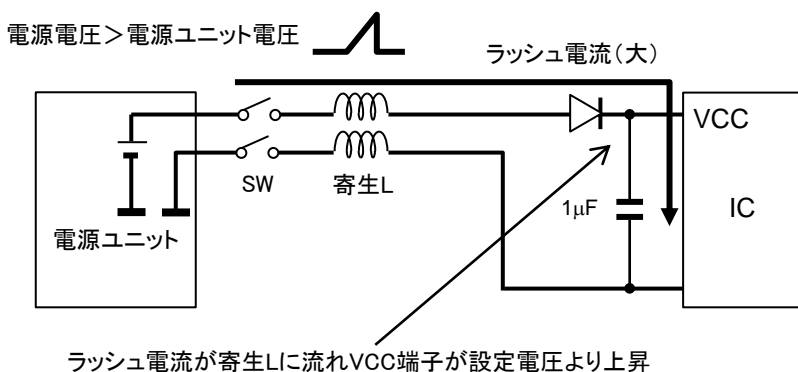 電源電圧＞電源ユニット電圧
ラッシュ電流（大）
VCC
SW
寄生L
1μF
IC
電源ユニット
ラッシュ電流が寄生Lに流れVCC端子が設定電圧より上昇